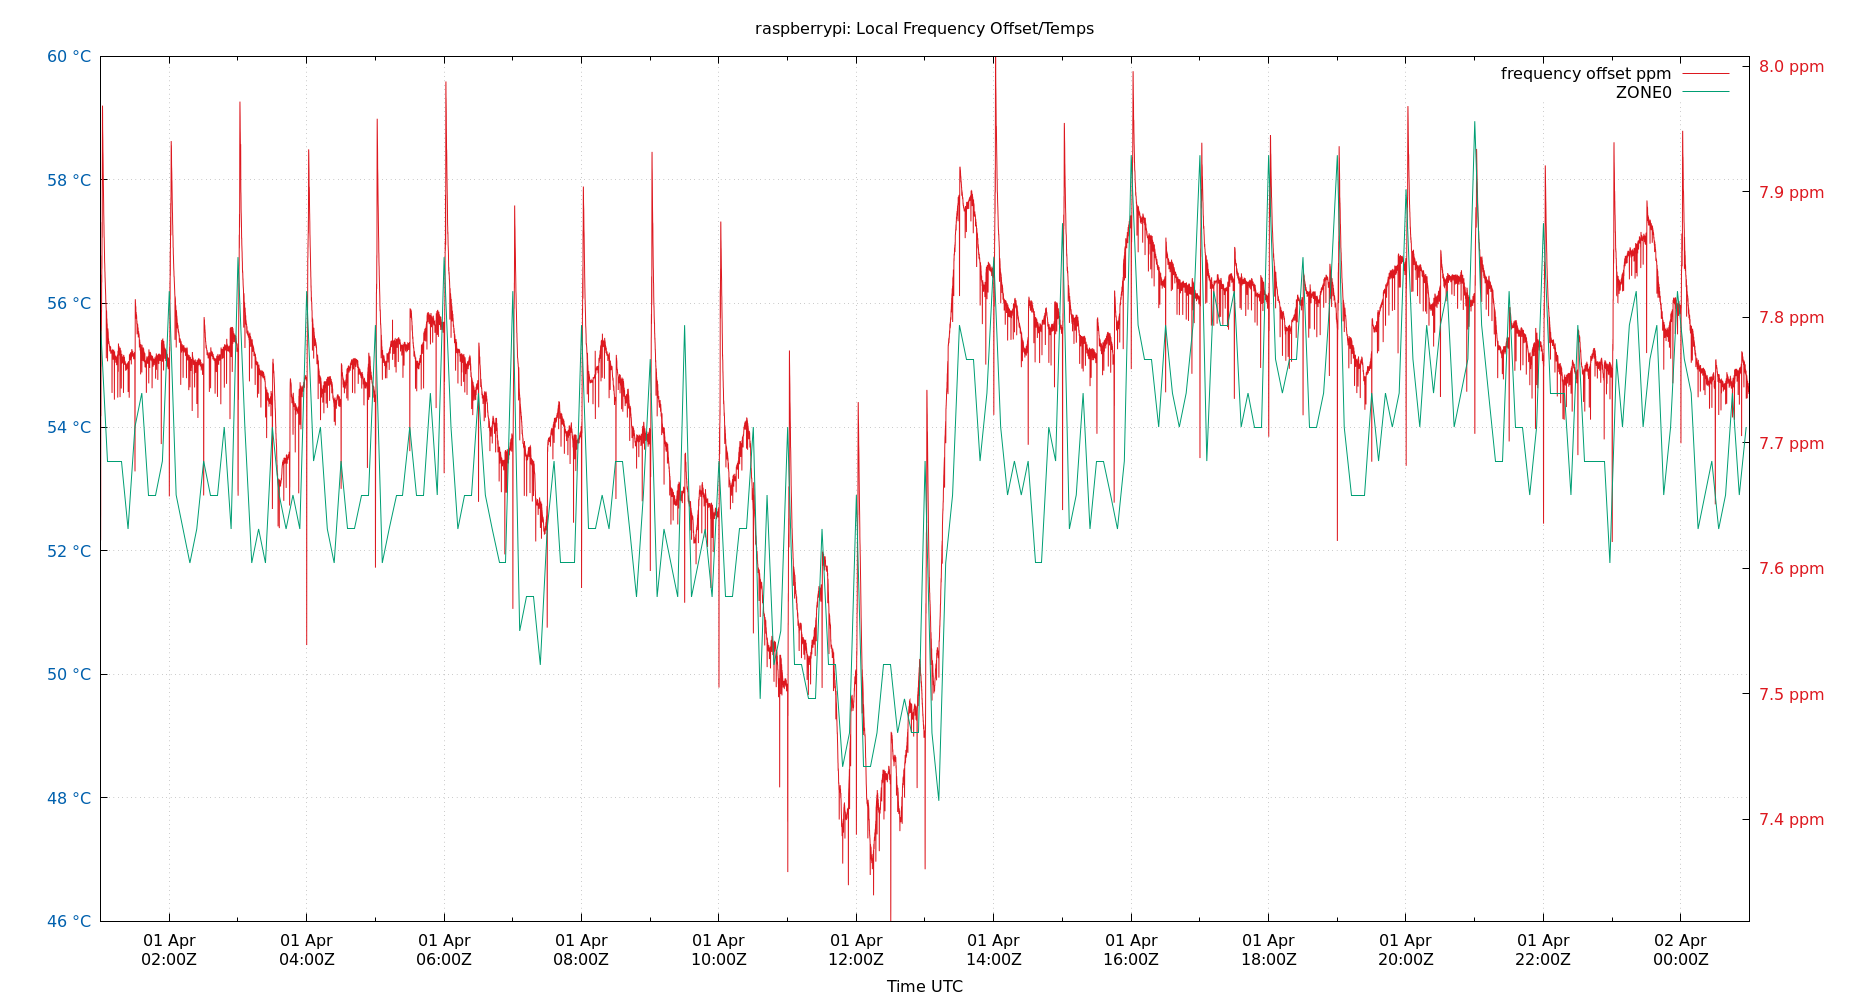 raspberrypi: Local Frequency Offset/Temps
60 °C
58 °C
56 °C
54 °C
52 °C
50 °C
48 °C
46 °C
8.0 ppm
7.9 ppm
7.8 ppm
7.7 ppm
7.6 ppm
7.5 ppm
7.4 ppm
frequency offset ppm
ZONE0
01 Apr
02:00Z
01 Apr
04:00Z
01 Apr
06:00Z
01 Apr
08:00Z
01 Apr
10:00Z
01 Apr
12:00Z
01 Apr
14:00Z
01 Apr
16:00Z
01 Apr
18:00Z
01 Apr
20:00Z
01 Apr
22:00Z
02 Apr
00:00Z
Time UTC